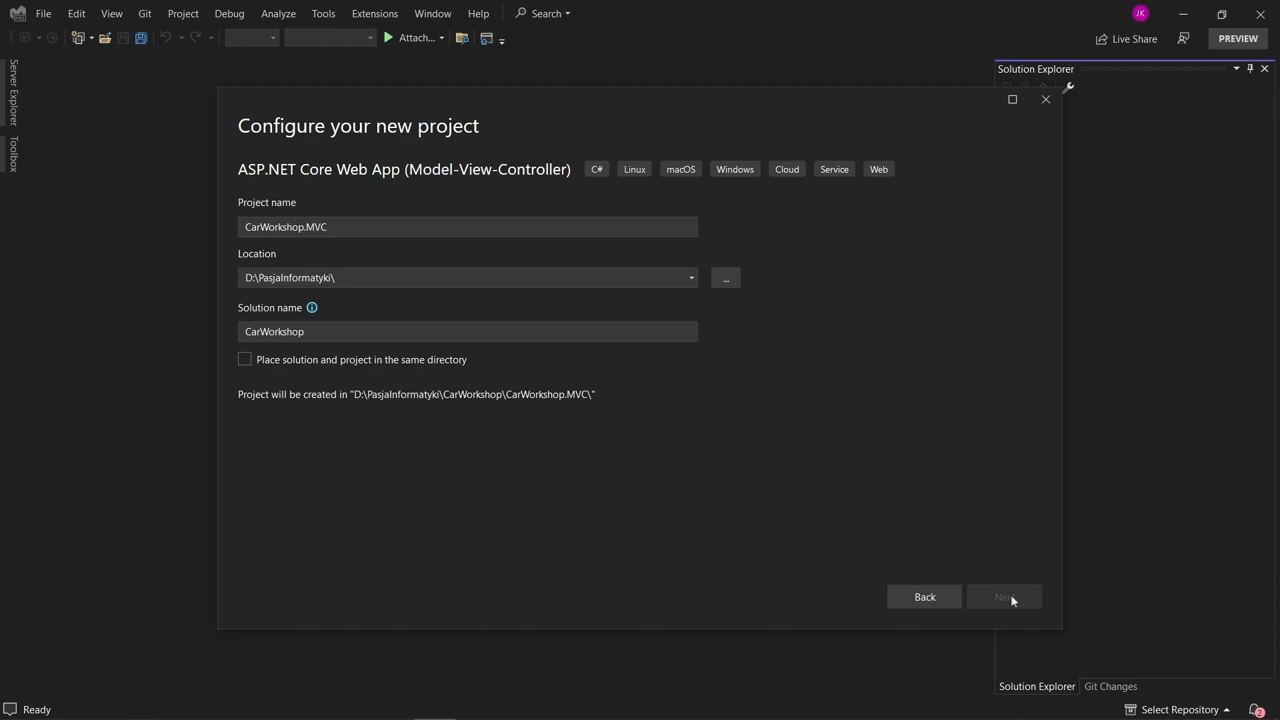 File Edit View Git Project Debug Analyze Tools Extensions Window Help Search JK
Attach... Live Share PREVIEW
Server Explorer
Toolbox
Solution Explorer
Configure your new project
ASP.NET Core Web App (Model-View-Controller) C# Linux macOS Windows Cloud Service Web
Project name
CarWorkshop.MVC
Location
D:\PasjaInformatyki\
...
Solution name
CarWorkshop
Place solution and project in the same directory
Project will be created in "D:\PasjaInformatyki\CarWorkshop\CarWorkshop.MVC\"
Back
Solution Explorer Git Changes
Ready Select Repository 2